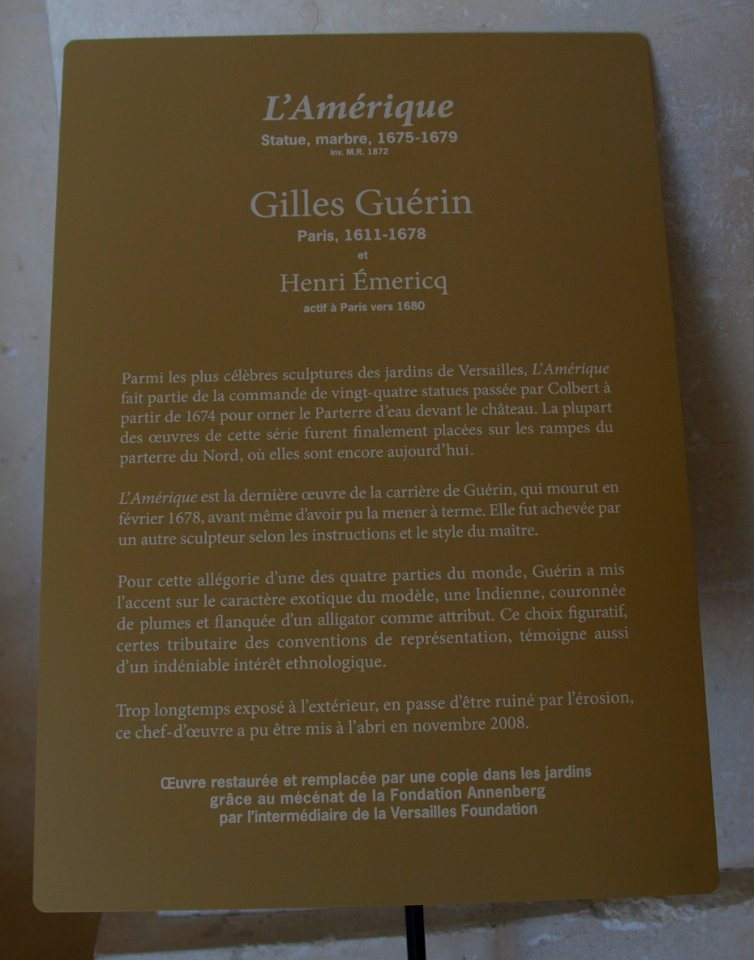 L'Amérique
Statue, marbre, 1675-1679
Inv. M.R. 1872
Gilles Guérin
Paris, 1611-1678
et
Henri Émericq
actif à Paris vers 1680
Parmi les plus célèbres sculptures des jardins de Versailles, L'Amérique
fait partie de la commande de vingt-quatre statues passée par Colbert à
partir de 1674 pour orner le Parterre d'eau devant le château. La plupart
des œuvres de cette série furent finalement placées sur les rampes du
parterre du Nord, où elles sont encore aujourd'hui.
L'Amérique est la dernière œuvre de la carrière de Guérin, qui mourut en
février 1678, avant même d'avoir pu la mener à terme. Elle fut achevée par
un autre sculpteur selon les instructions et le style du maître.
Pour cette allégorie d'une des quatre parties du monde, Guérin a mis
l'accent sur le caractère exotique du modèle, une Indienne, couronnée
de plumes et flanquée d'un alligator comme attribut. Ce choix figuratif,
certes tributaire des conventions de représentation, témoigne aussi
d'un indéniable intérêt ethnologique.
Trop longtemps exposé à l'extérieur, en passe d'être ruiné par l'érosion,
ce chef-d'œuvre a pu être mis à l'abri en novembre 2008.
Œuvre restaurée et remplacée par une copie dans les jardins
grâce au mécénat de la Fondation Annenberg
par l'intermédiaire de la Versailles Foundation